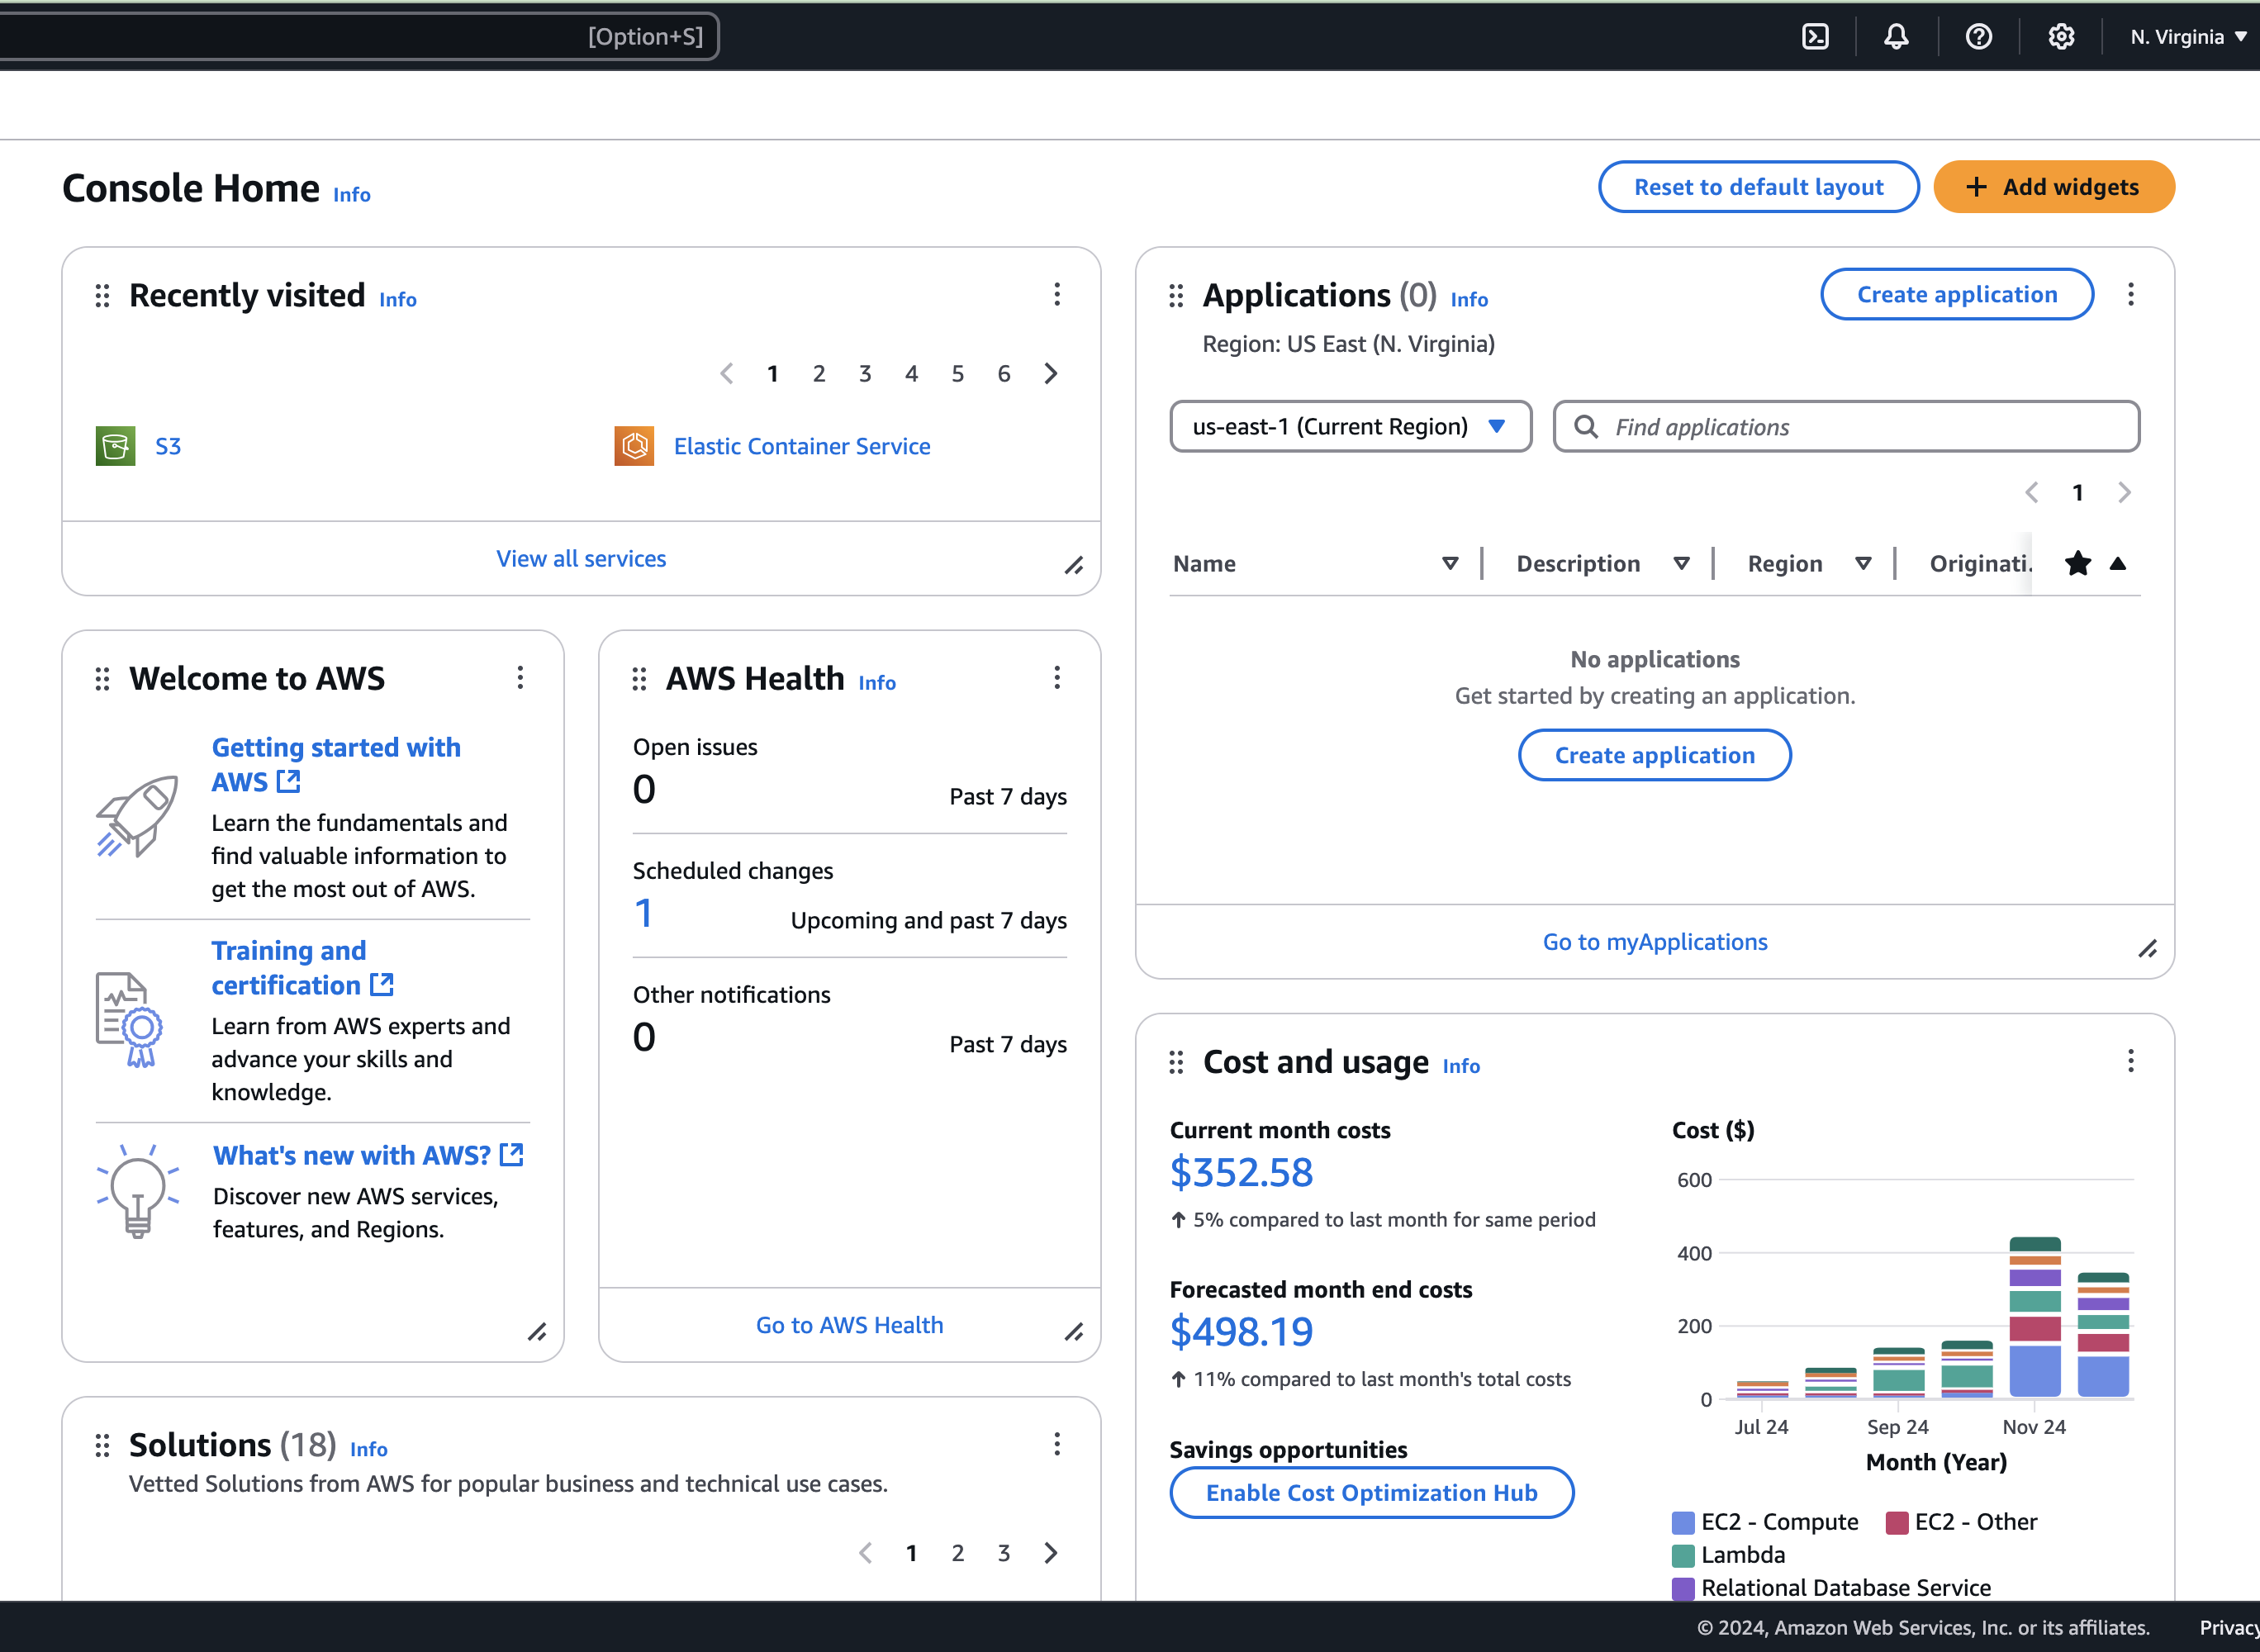 [Option+S]
N. Virginia
Console Home Info
Reset to default layout
Add widgets
Recently visited Info
1 2 3 4 5 6
S3
Elastic Container Service
View all services
Applications (0) Info
Create application
Region: US East (N. Virginia)
us-east-1 (Current Region)
Find applications
1
Name Description Region Originati.
No applications
Get started by creating an application.
Create application
Go to myApplications
Welcome to AWS
Getting started with
AWS
Learn the fundamentals and
find valuable information to
get the most out of AWS.
Training and
certification
Learn from AWS experts and
advance your skills and
knowledge.
What's new with AWS?
Discover new AWS services,
features, and Regions.
AWS Health Info
Open issues
0 Past 7 days
Scheduled changes
1 Upcoming and past 7 days
Other notifications
0 Past 7 days
Go to AWS Health
Cost and usage Info
Current month costs
$352.58
5% compared to last month for same period
Forecasted month end costs
$498.19
11% compared to last month's total costs
Savings opportunities
Enable Cost Optimization Hub
Cost ($)
600
400
200
0
Jul 24 Sep 24 Nov 24
Month (Year)
EC2 - Compute EC2 - Other
Lambda
Relational Database Service
Solutions (18) Info
Vetted Solutions from AWS for popular business and technical use cases.
1 2 3
© 2024, Amazon Web Services, Inc. or its affiliates. Privacy